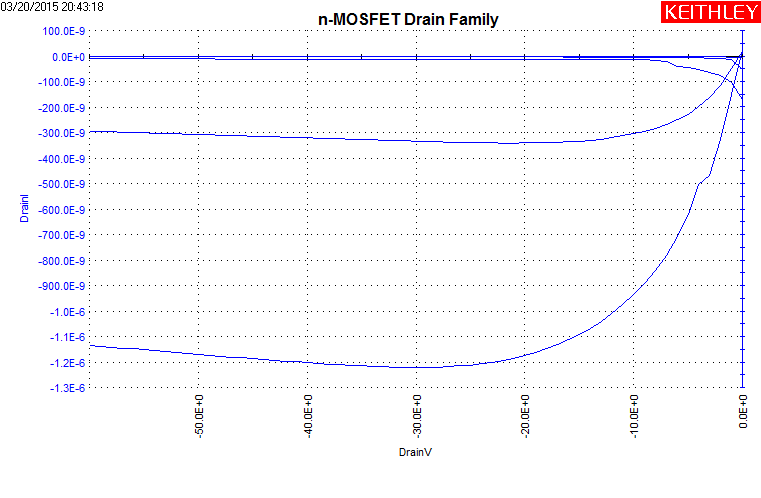 03/20/2015 20:43:18
KEITHLEY
n-MOSFET Drain Family
100.0E-9
0.0E+0
-100.0E-9
-200.0E-9
-300.0E-9
-400.0E-9
-500.0E-9
-600.0E-9
-700.0E-9
-800.0E-9
-900.0E-9
-1.0E-6
-1.1E-6
-1.2E-6
-1.3E-6
DrainI
-50.0E+0
-40.0E+0
-30.0E+0
-20.0E+0
-10.0E+0
0.0E+0
DrainV